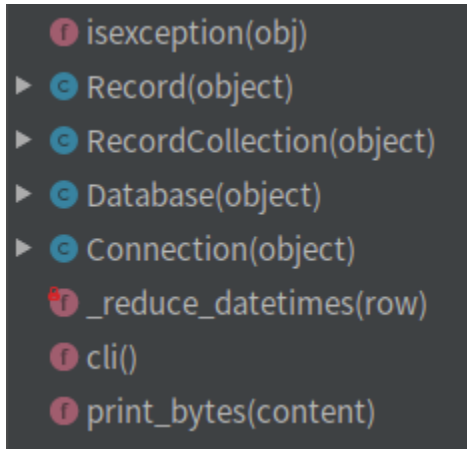 isexception(obj)
Record(object)
RecordCollection(object)
Database(object)
Connection(object)
_reduce_datetimes(row)
cli()
print_bytes(content)